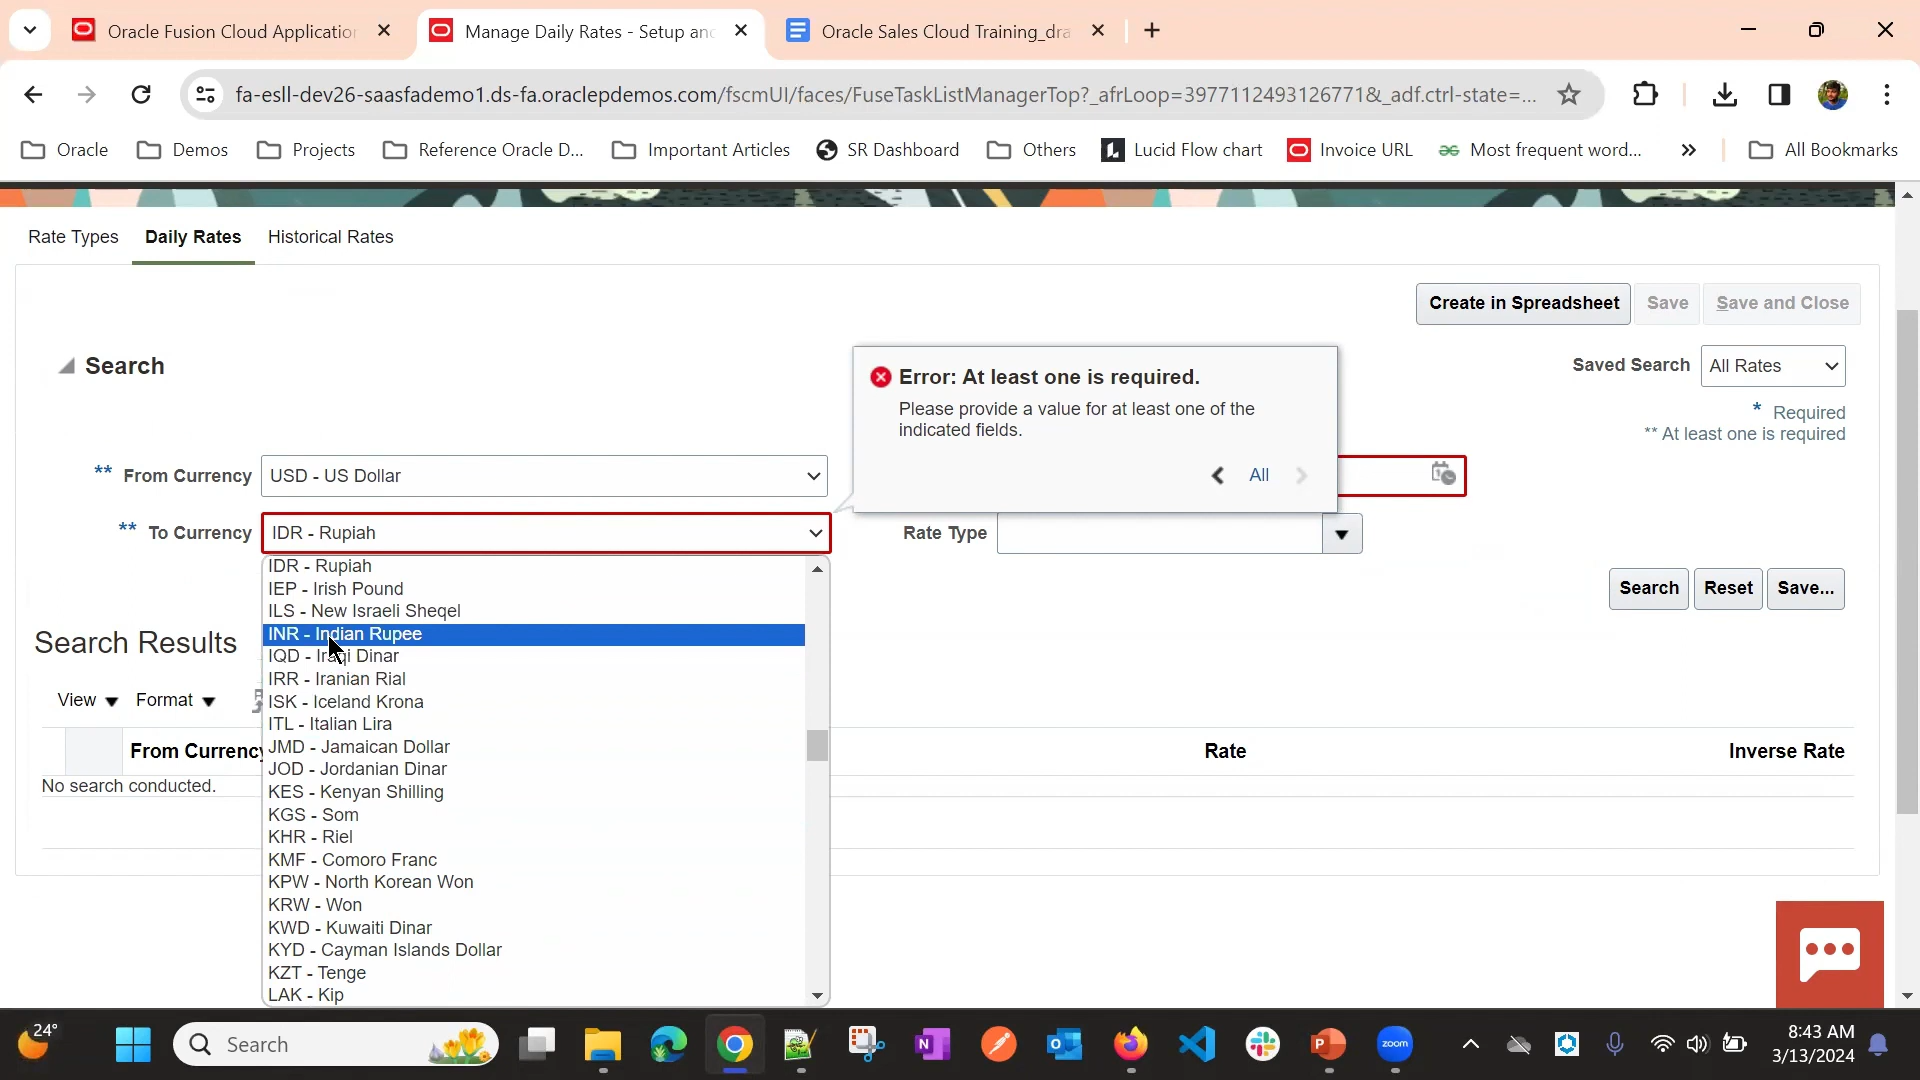 Oracle Fusion Cloud Application
Manage Daily Rates - Setup and
Oracle Sales Cloud Training_dra
fa-esll-dev26-saasfademo1.ds-fa.oraclepdemos.com/fscmUI/faces/FuseTaskListManagerTop?_afrLoop=3977112493126771&_adf.ctrl-state=...
Oracle
Demos
Projects
Reference Oracle D...
Important Articles
SR Dashboard
Others
Lucid Flow chart
Invoice URL
Most frequent word...
»
All Bookmarks
Rate Types
Daily Rates
Historical Rates
Create in Spreadsheet
Save
Save and Close
Search
Error: At least one is required.
Please provide a value for at least one of the
indicated fields.
All
Saved Search
All Rates
* Required
** At least one is required
** From Currency
USD - US Dollar
** To Currency
IDR - Rupiah
Rate Type
Search
Reset
Save...
IDR - Rupiah
IEP - Irish Pound
ILS - New Israeli Sheqel
INR - Indian Rupee
IQD - Iraqi Dinar
IRR - Iranian Rial
ISK - Iceland Krona
ITL - Italian Lira
JMD - Jamaican Dollar
JOD - Jordanian Dinar
KES - Kenyan Shilling
KGS - Som
KHR - Riel
KMF - Comoro Franc
KPW - North Korean Won
KRW - Won
KWD - Kuwaiti Dinar
KYD - Cayman Islands Dollar
KZT - Tenge
LAK - Kip
Search Results
View
Format
From Currency
Rate
Inverse Rate
No search conducted.
24°
Search
zoom
8:43 AM
3/13/2024